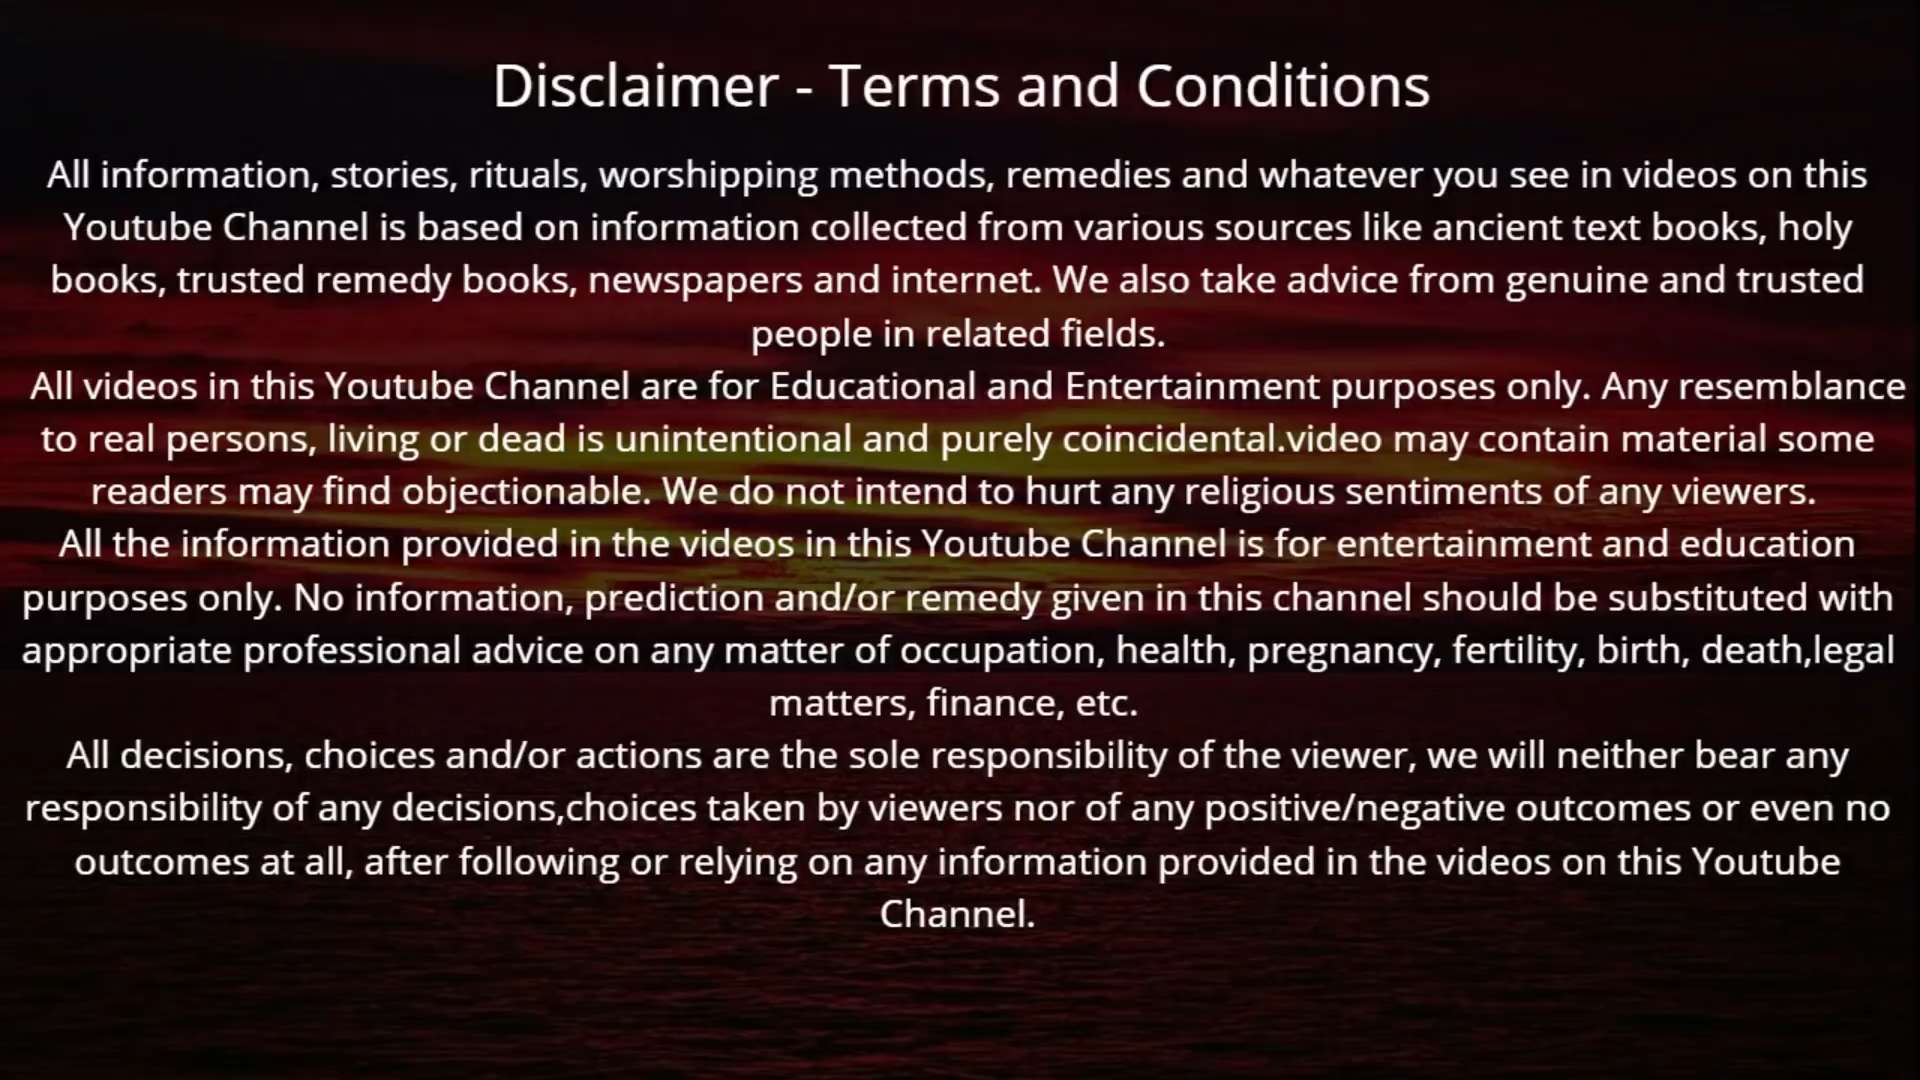 Disclaimer - Terms and Conditions
All information, stories, rituals, worshipping methods, remedies and whatever you see in videos on this
Youtube Channel is based on information collected from various sources like ancient text books, holy
books, trusted remedy books, newspapers and internet. We also take advice from genuine and trusted
people in related fields.
All videos in this Youtube Channel are for Educational and Entertainment purposes only. Any resemblance
to real persons, living or dead is unintentional and purely coincidental.video may contain material some
readers may find objectionable. We do not intend to hurt any religious sentiments of any viewers.
All the information provided in the videos in this Youtube Channel is for entertainment and education
purposes only. No information, prediction and/or remedy given in this channel should be substituted with
appropriate professional advice on any matter of occupation, health, pregnancy, fertility, birth, death,legal
matters, finance, etc.
All decisions, choices and/or actions are the sole responsibility of the viewer, we will neither bear any
responsibility of any decisions,choices taken by viewers nor of any positive/negative outcomes or even no
outcomes at all, after following or relying on any information provided in the videos on this Youtube
Channel.